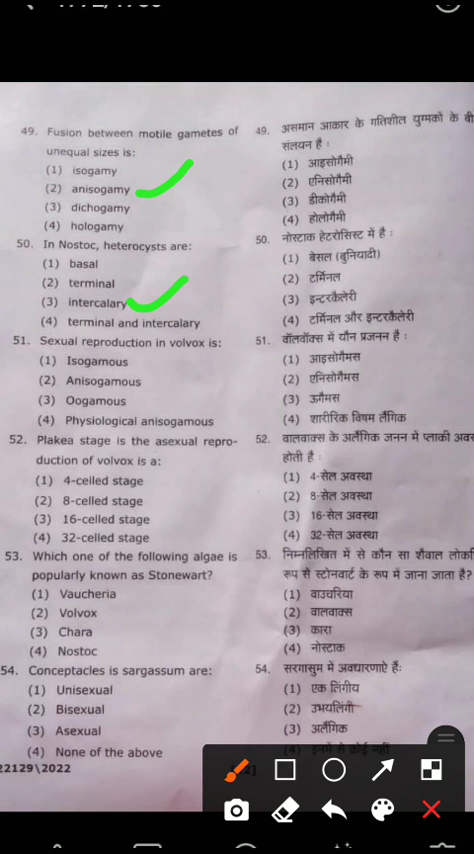 49. Fusion between motile gametes of
unequal sizes is:
(1) isogamy
(2) anisogamy
(3) dichogamy
(4) hologamy
50. In Nostoc, heterocysts are:
(1) basal
(2) terminal
(3) intercalary
(4) terminal and intercalary
51. Sexual reproduction in volvox is:
(1) Isogamous
(2) Anisogamous
(3) Oogamous
(4) Physiological anisogamous
52. Plakea stage is the asexual repro-
duction of volvox is a:
(1) 4-celled stage
(2) 8-celled stage
(3) 16-celled stage
(4) 32-celled stage
53. Which one of the following algae is
popularly known as Stonewart?
(1) Vaucheria
(2) Volvox
(3) Chara
(4) Nostoc
54. Conceptacles is sargassum are:
(1) Unisexual
(2) Bisexual
(3) Asexual
(4) None of the above
22129\2022
49. असमान आकार के गतिशील युग्मकों के बी
संलयन है :
(1) आइसोगैमी
(2) एनिसोगैमी
(3) डीकोगैमी
(4) होलोगैमी
50. नोस्टाक हेटरोसिस्ट में है :
(1) बेसल (बुनियादी)
(2) टर्मिनल
(3) इन्टरकैलेरी
(4) टर्मिनल और इन्टरकैलेरी
51. वॉलवॉक्स में यौन प्रजनन है :
(1) आइसोगैमस
(2) एनिसोगैमस
(3) ऊगैमस
(4) शारीरिक विषम लैंगिक
52. वालवाक्स के अलैंगिक जनन में प्लाकी अवस
होती है :
(1) 4-सेल अवस्था
(2) 8-सेल अवस्था
(3) 16-सेल अवस्था
(4) 32-सेल अवस्था
53. निम्नलिखित में से कौन सा शैवाल लोकी
रूप से स्टोनवार्ट के रूप में जाना जाता है?
(1) वाउचरिया
(2) वालवाक्स
(3) कारा
(4) नोस्टाक
54. सरगासुम में अवधारणाऐ हैं:
(1) एक लिंगीय
(2) उभयलिंगी
(3) अलैंगिक
(4) इनमें से कोई नहीं